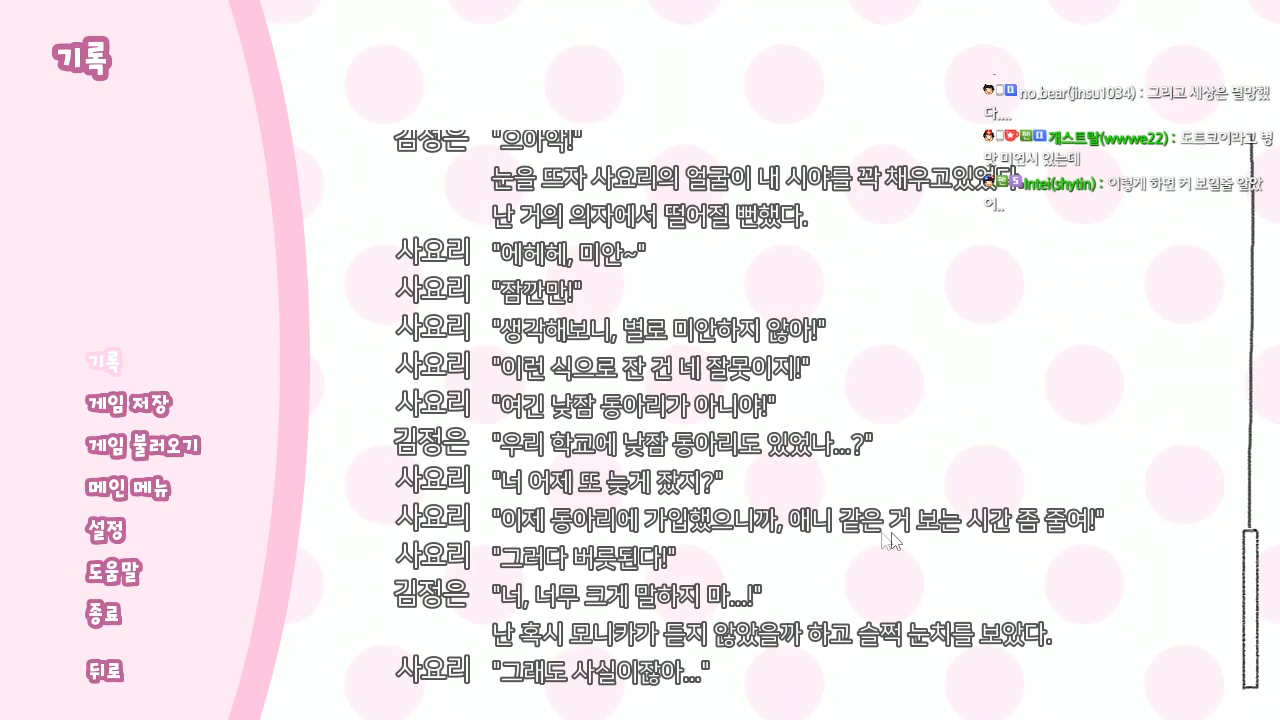 기록
김정은 "으아악!"
눈을 뜨자 사요리의 얼굴이 내 시야를 꽉 채우고있었다.
난 거의 의자에서 떨어질 뻔했다.
사요리 "에헤헤, 미안~"
사요리 "잠깐만!"
사요리 "생각해보니, 별로 미안하지 않아!"
사요리 "이런 식으로 잔 건 네 잘못이지!"
사요리 "여긴 낮잠 동아리가 아니야!"
김정은 "우리 학교에 낮잠 동아리도 있었나...?"
사요리 "너 어제 또 늦게 잤지?"
사요리 "이제 동아리에 가입했으니까, 애니 같은 거 보는 시간 좀 줄여!"
사요리 "그러다 버릇된다!"
김정은 "너, 너무 크게 말하지 마...!"
난 혹시 모니카가 듣지 않았을까 하고 슬쩍 눈치를 보았다.
사요리 "그래도 사실이잖아..."
no.bear(jinsu1034) : 그리고 세상은 멸망했
다....
게스트랄(wwwe22) : 도트코이라고 병
맛 미연시 있는데
Intei(shytin) : 이렇게 하면 커 보일줄 알았
어..
기록
게임 저장
게임 불러오기
메인 메뉴
설정
도움말
종료
뒤로